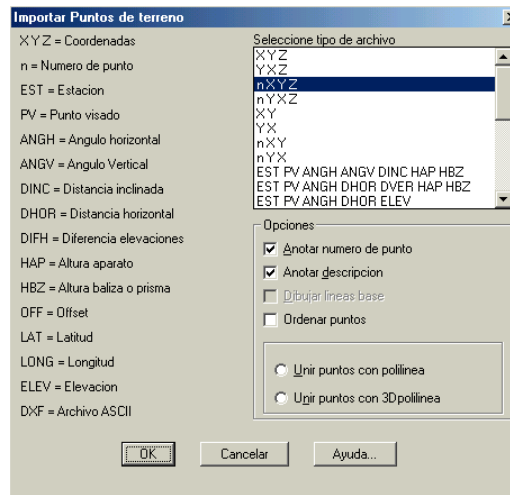 Importar Puntos de terreno
X Y Z = Coordenadas
n = Numero de punto
EST = Estacion
PV = Punto visado
ANGH = Angulo horizontal
ANGV = Angulo Vertical
DINC = Distancia inclinada
DHOR = Distancia horizontal
DIFH = Diferencia elevaciones
HAP = Altura aparato
HBZ = Altura baliza o prisma
OFF = Offset
LAT = Latitud
LONG = Longitud
ELEV = Elevacion
DXF = Archivo ASCII
Seleccione tipo de archivo
XYZ
YXZ
nXYZ
nYXZ
XY
YX
nXY
nYX
EST PV ANGH ANGV DINC HAP HBZ
EST PV ANGH DHOR DVER HAP HBZ
EST PV ANGH DHOR ELEV
Opciones
Anotar numero de punto
Anotar descripcion
Dibujar lineas base
Ordenar puntos
Unir puntos con polilinea
Unir puntos con 3Dpolilinea
OK
Cancelar
Ayuda...